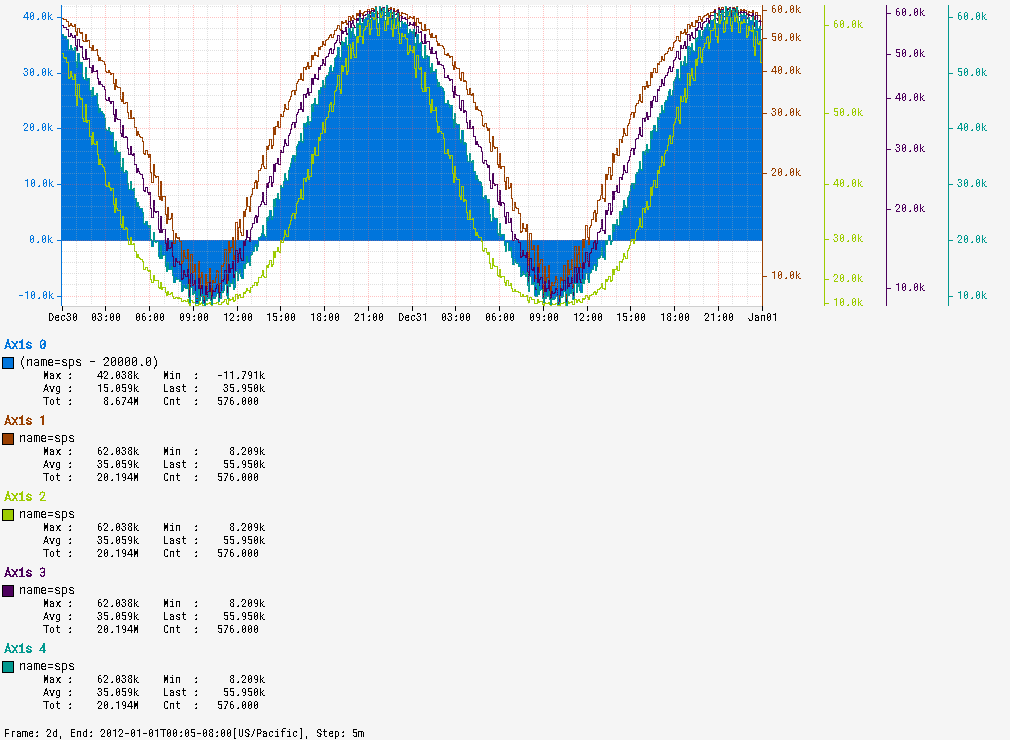 40.0k
30.0k
20.0k
10.0k
0.0k
-10.0k
60.0k
50.0k
40.0k
30.0k
20.0k
10.0k
60.0k
50.0k
40.0k
30.0k
20.0k
10.0k
60.0k
50.0k
40.0k
30.0k
20.0k
10.0k
60.0k
50.0k
40.0k
30.0k
20.0k
10.0k
Dec30 03:00 06:00 09:00 12:00 15:00 18:00 21:00 Dec31 03:00 06:00 09:00 12:00 15:00 18:00 21:00 Jan01
Axis 0
(name=sps - 20000.0)
Max : 42.038k Min : -11.791k
Avg : 15.059k Last : 35.950k
Tot : 8.674M Cnt : 576.000
Axis 1
name=sps
Max : 62.038k Min : 8.209k
Avg : 35.059k Last : 55.950k
Tot : 20.194M Cnt : 576.000
Axis 2
name=sps
Max : 62.038k Min : 8.209k
Avg : 35.059k Last : 55.950k
Tot : 20.194M Cnt : 576.000
Axis 3
name=sps
Max : 62.038k Min : 8.209k
Avg : 35.059k Last : 55.950k
Tot : 20.194M Cnt : 576.000
Axis 4
name=sps
Max : 62.038k Min : 8.209k
Avg : 35.059k Last : 55.950k
Tot : 20.194M Cnt : 576.000
Frame: 2d, End: 2012-01-01T00:05-08:00[US/Pacific], Step: 5m